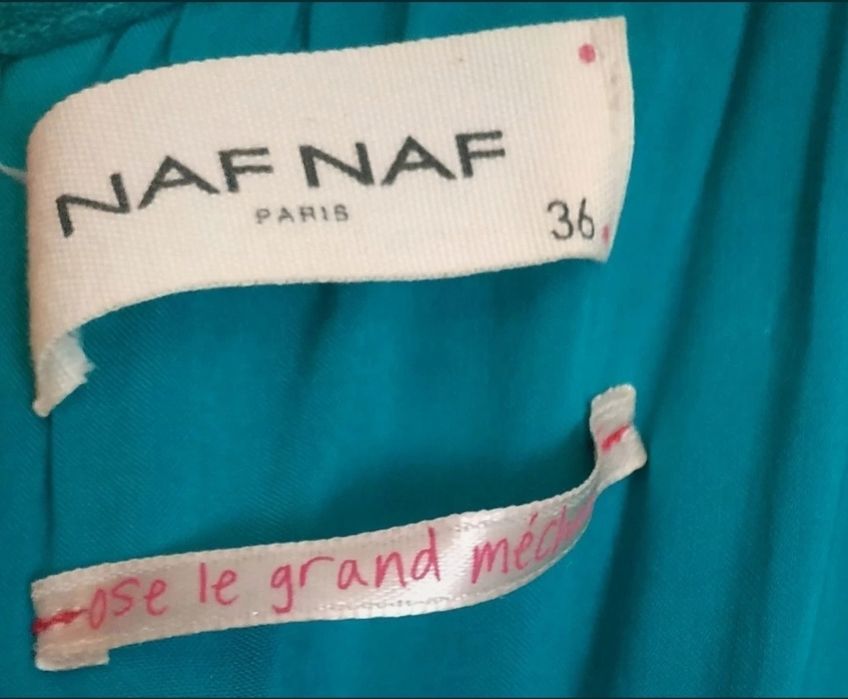 NAF NAF
PARIS
36
ose le grand